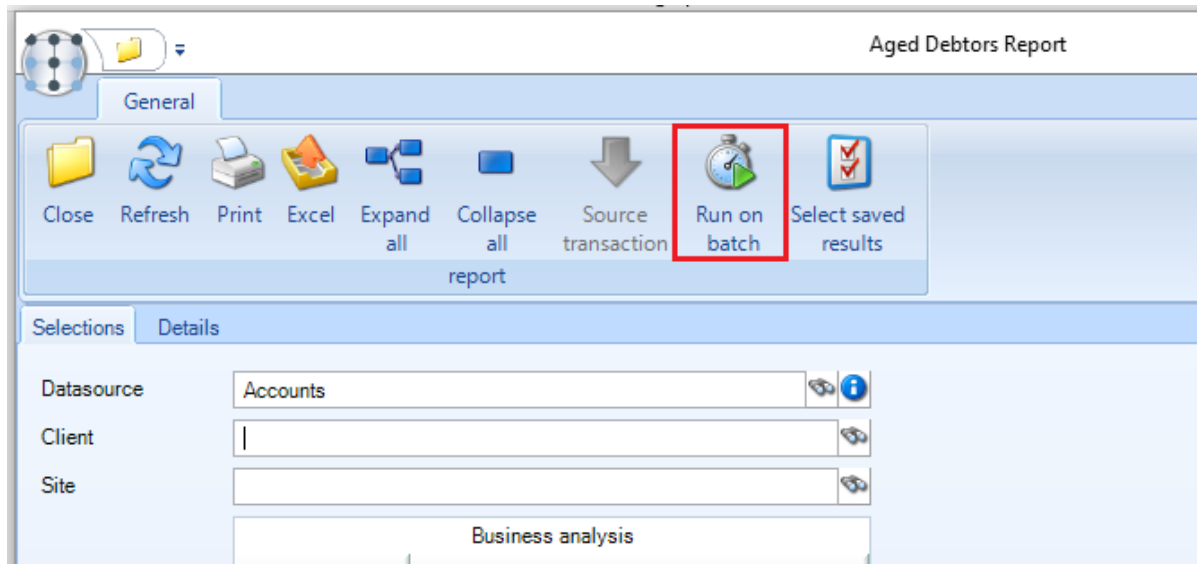 Aged Debtors Report
General
Close Refresh Print Excel Expand all Collapse all Source transaction Run on batch Select saved results
report
Selections Details
Datasource Accounts
Client
Site
Business analysis